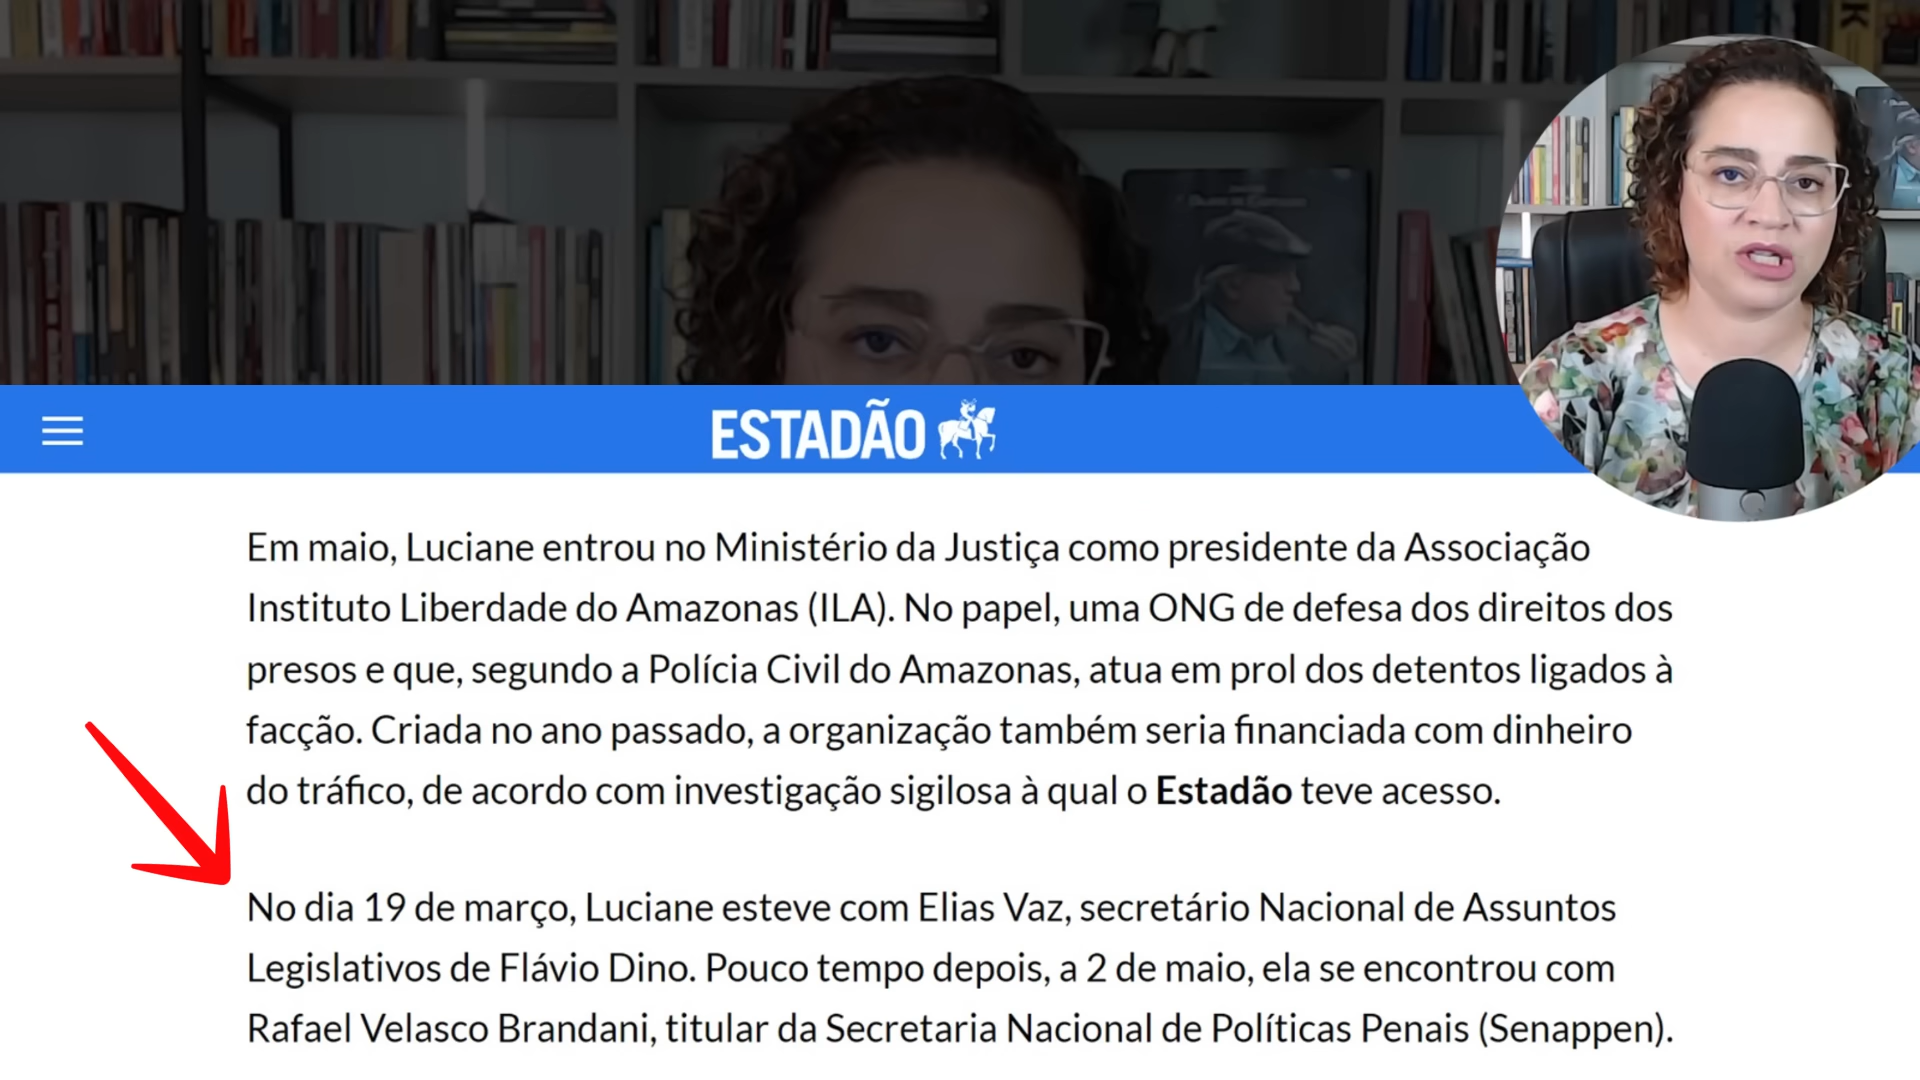 ESTADÃO
Em maio, Luciane entrou no Ministério da Justiça como presidente da Associação
Instituto Liberdade do Amazonas (ILA). No papel, uma ONG de defesa dos direitos dos
presos e que, segundo a Polícia Civil do Amazonas, atua em prol dos detentos ligados à
facção. Criada no ano passado, a organização também seria financiada com dinheiro
do tráfico, de acordo com investigação sigilosa à qual o Estadão teve acesso.
No dia 19 de março, Luciane esteve com Elias Vaz, secretário Nacional de Assuntos
Legislativos de Flávio Dino. Pouco tempo depois, a 2 de maio, ela se encontrou com
Rafael Velasco Brandani, titular da Secretaria Nacional de Políticas Penais (Senappen).